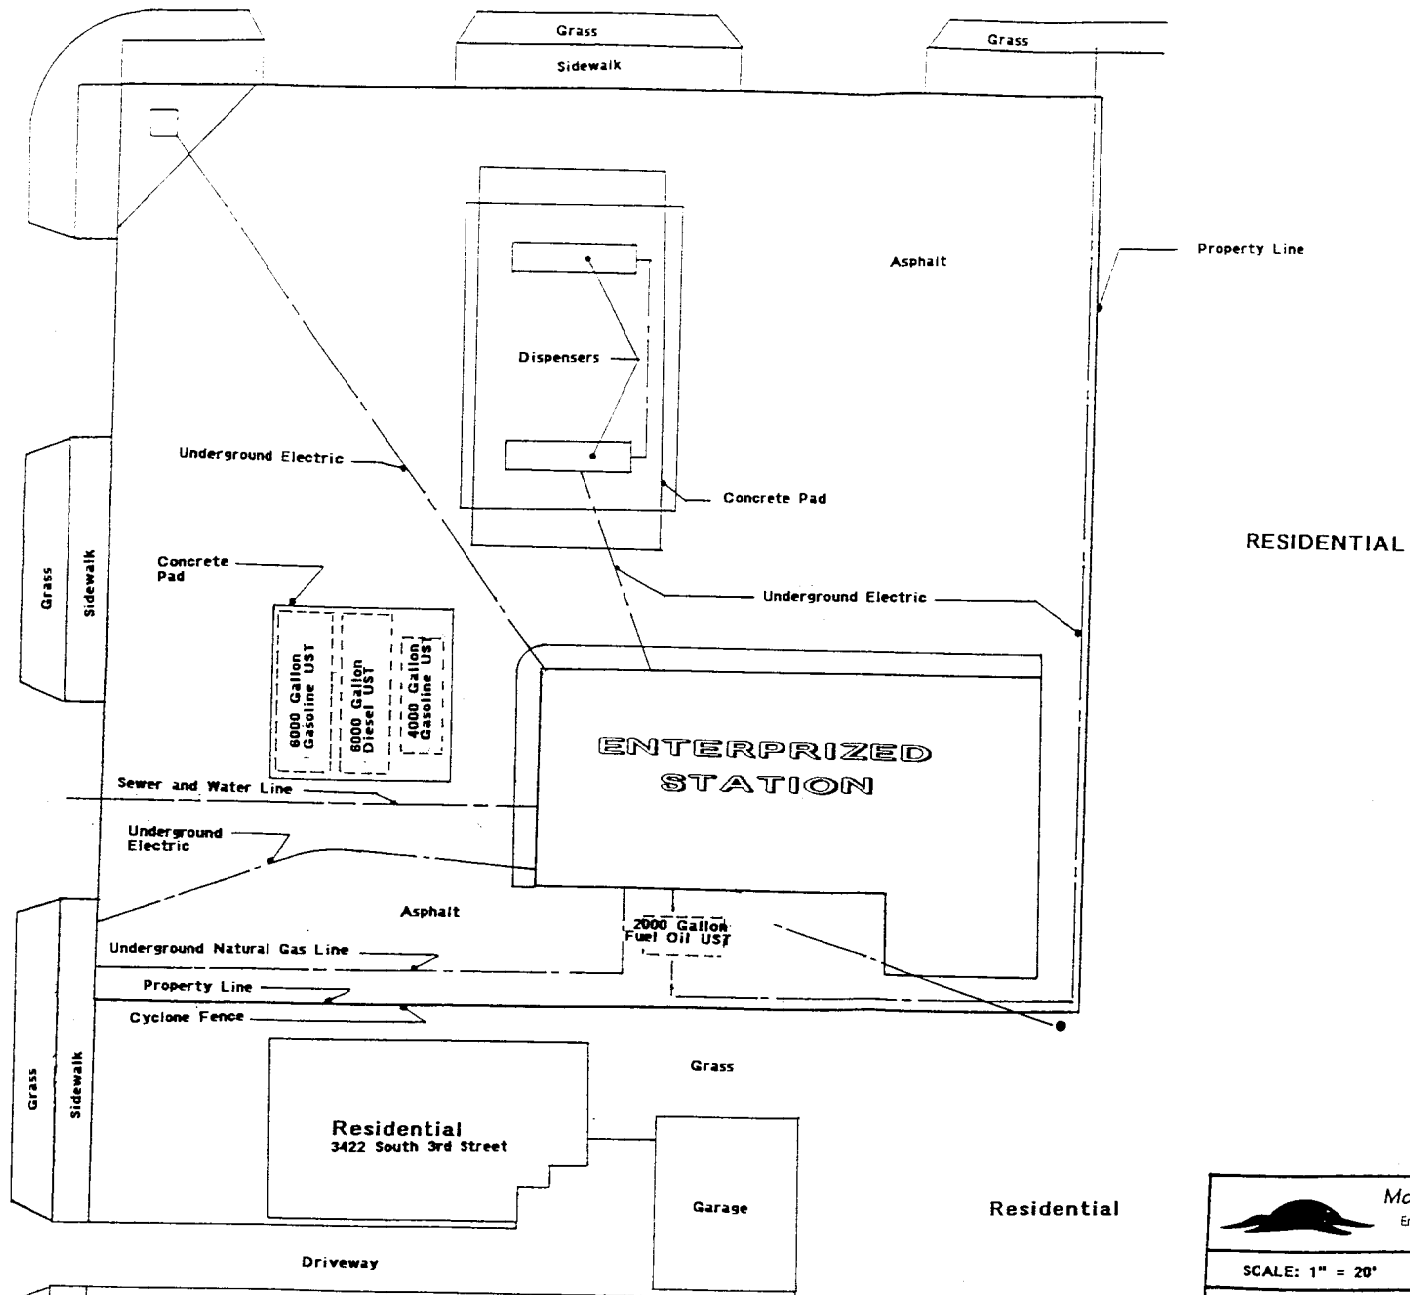 Grass
Sidewalk
Grass
Asphalt
Property Line
Dispensers
Underground Electric
Concrete Pad
RESIDENTIAL
Concrete
Pad
Grass
Sidewalk
Underground Electric
6000 Gallon
Gasoline UST
6000 Gallon
Diesel UST
4000 Gallon
Gasoline UST
ENTERPRIZED
STATION
Sewer and Water Line
Underground
Electric
Asphalt
2000 Gallon
Fuel Oil UST
Underground Natural Gas Line
Property Line
Cyclone Fence
Grass
Sidewalk
Grass
Residential
3422 South 3rd Street
Garage
Residential
Driveway
SCALE: 1" = 20'